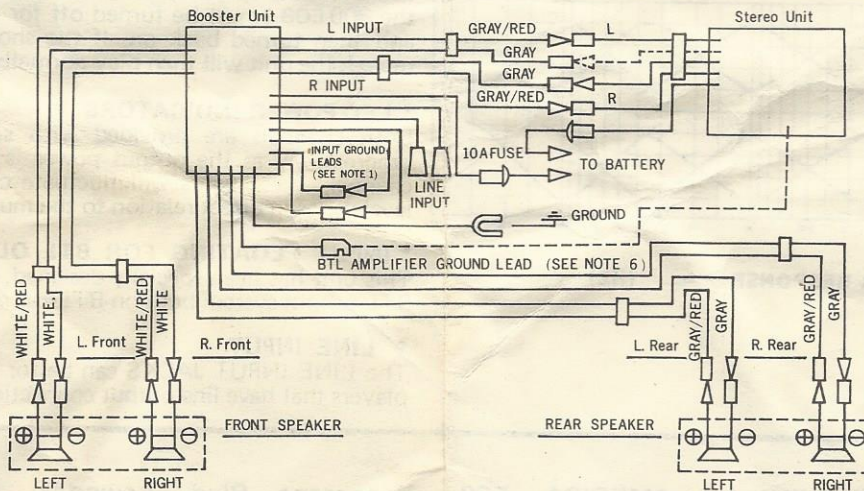 Booster Unit
L INPUT
R INPUT
GRAY/RED
GRAY
GRAY
GRAY/RED
L
R
Stereo Unit
INPUT GROUND
LEADS
(SEE NOTE 1)
LINE
INPUT
10A FUSE
TO BATTERY
GROUND
BTL AMPLIFIER GROUND LEAD (SEE NOTE 6)
WHITE/RED
WHITE
L. Front
WHITE/RED
WHITE
R. Front
GRAY/RED
GRAY
L. Rear
GRAY/RED
GRAY
R. Rear
⊕ ⊖ ⊕ ⊖
FRONT SPEAKER
REAR SPEAKER
⊕ ⊖ ⊕ ⊖
LEFT
RIGHT
LEFT
RIGHT